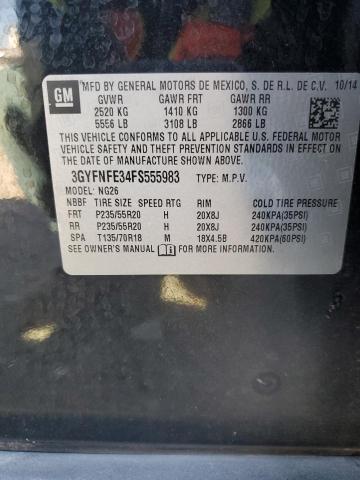 GM
MFD BY GENERAL MOTORS DE MEXICO, S. DE R.L. DE C.V. 10/14
GVWR GAWR FRT GAWR RR
2520 KG 1410 KG 1300 KG
5556 LB 3108 LB 2866 LB
THIS VEHICLE CONFORMS TO ALL APPLICABLE U.S. FEDERAL MOTOR
VEHICLE SAFETY, BUMPER, AND THEFT PREVENTION STANDARDS IN
EFFECT ON THE DATE OF MANUFACTURE SHOWN ABOVE.
3GYFNFE34FS555983 TYPE: M.P.V.
MODEL: NG26
NBBF TIRE SIZE SPEED RTG RIM COLD TIRE PRESSURE
FRT P235/55R20 H 20X8J 240KPA(35PSI)
RR P235/55R20 H 20X8J 240KPA(35PSI)
SPA T135/70R18 M 18X4.5B 420KPA(60PSI)
SEE OWNER'S MANUAL FOR ADDITIONAL INFORMATION.